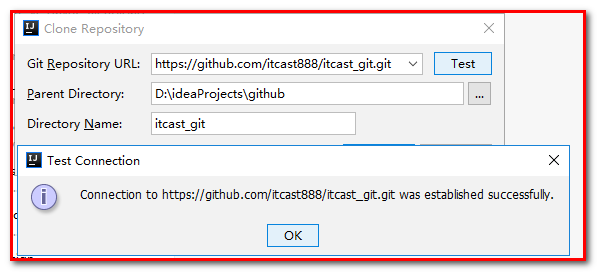 Clone Repository
Git Repository URL: https://github.com/itcast888/itcast_git.git Test
Parent Directory: D:\ideaProjects\github ...
Directory Name: itcast_git
Test Connection
Connection to https://github.com/itcast888/itcast_git.git was established successfully.
OK